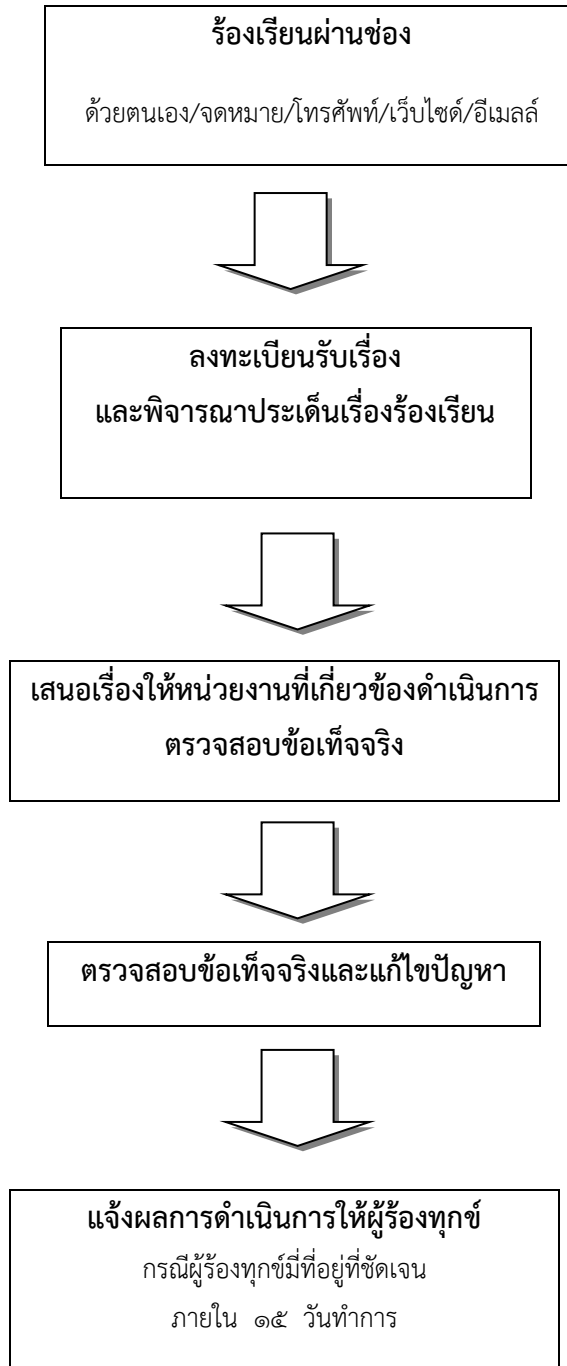 ร้องเรียนผ่านช่อง
ด้วยตนเอง/จดหมาย/โทรศัพท์/เว็บไซด์/อีเมลล์
ลงทะเบียนรับเรื่อง
และพิจารณาประเด็นเรื่องร้องเรียน
เสนอเรื่องให้หน่วยงานที่เกี่ยวข้องดำเนินการ
ตรวจสอบข้อเท็จจริง
ตรวจสอบข้อเท็จจริงและแก้ไขปัญหา
แจ้งผลการดำเนินการให้ผู้ร้องทุกข์
กรณีผู้ร้องทุกข์มีที่อยู่ที่ชัดเจน
ภายใน ๑๕ วันทำการ